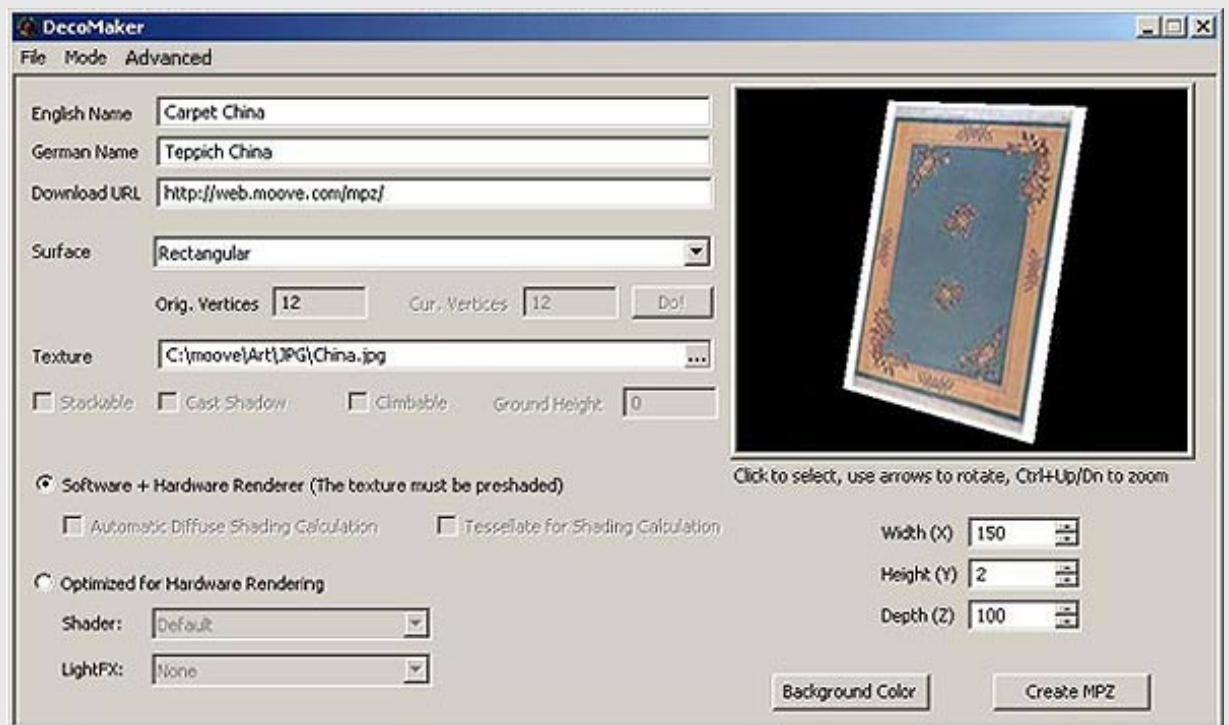 DecoMaker
File Mode Advanced
English Name Carpet China
German Name Teppich China
Download URL http://web.moove.com/mpz/
Surface Rectangular
Orig. Vertices 12 Cur. Vertices 12 Do!
Texture C:\moove\Art\JPG\China.jpg ...
Stackable Cast Shadow Climbable Ground Height 0
Software + Hardware Renderer (The texture must be preshaded)
Automatic Diffuse Shading Calculation Tessellate for Shading Calculation
Optimized for Hardware Rendering
Shader: Default
LightFX: None
Click to select, use arrows to rotate, Ctrl+Up/Dn to zoom
Width (X) 150
Height (Y) 2
Depth (Z) 100
Background Color Create MPZ